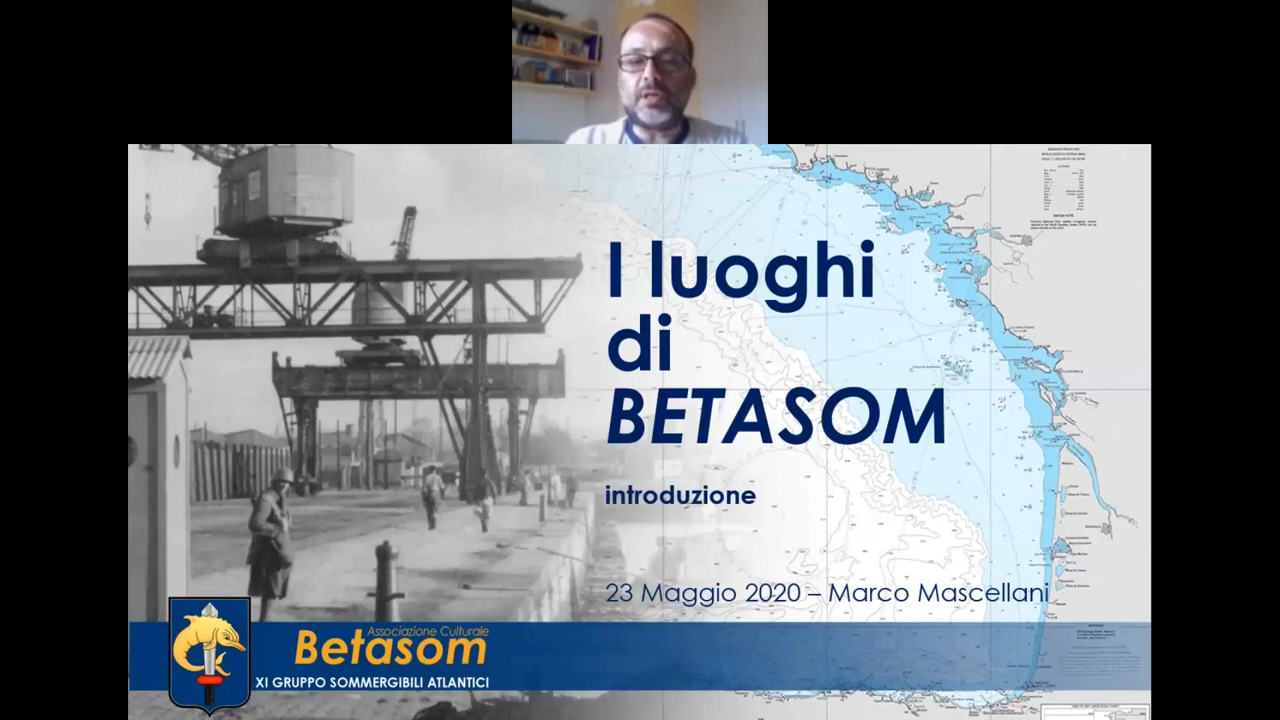 I luoghi
di
BETASOM
introduzione
23 Maggio 2020 – Marco Mascellani
Associazione Culturale
Betasom
XI GRUPPO SOMMERGIBILI ATLANTICI